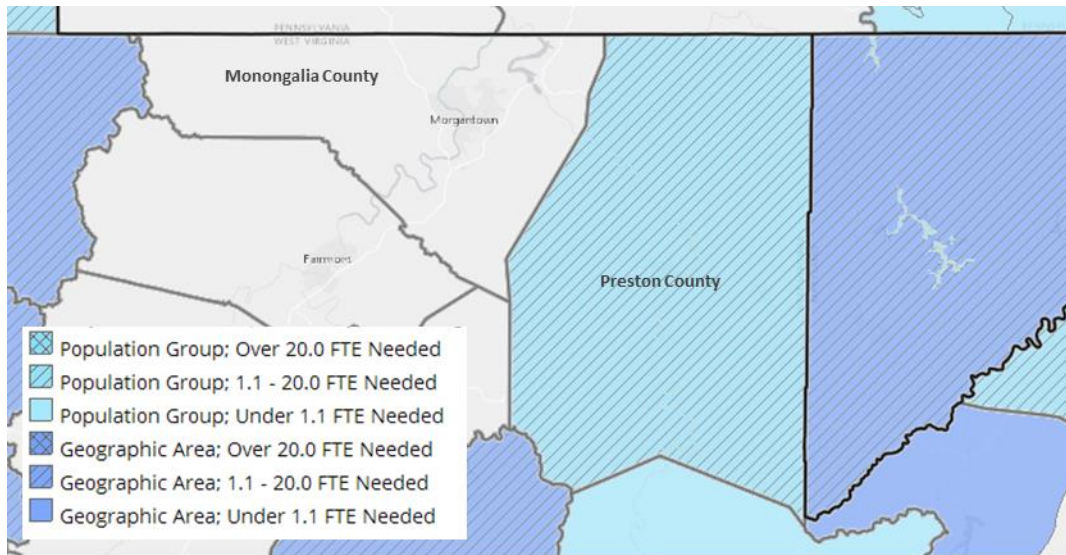 PENNSYLVANIA
WEST VIRGINIA
Monongalia County
Morgantown
Fairmont
Preston County
Population Group; Over 20.0 FTE Needed
Population Group; 1.1 - 20.0 FTE Needed
Population Group; Under 1.1 FTE Needed
Geographic Area; Over 20.0 FTE Needed
Geographic Area; 1.1 - 20.0 FTE Needed
Geographic Area; Under 1.1 FTE Needed